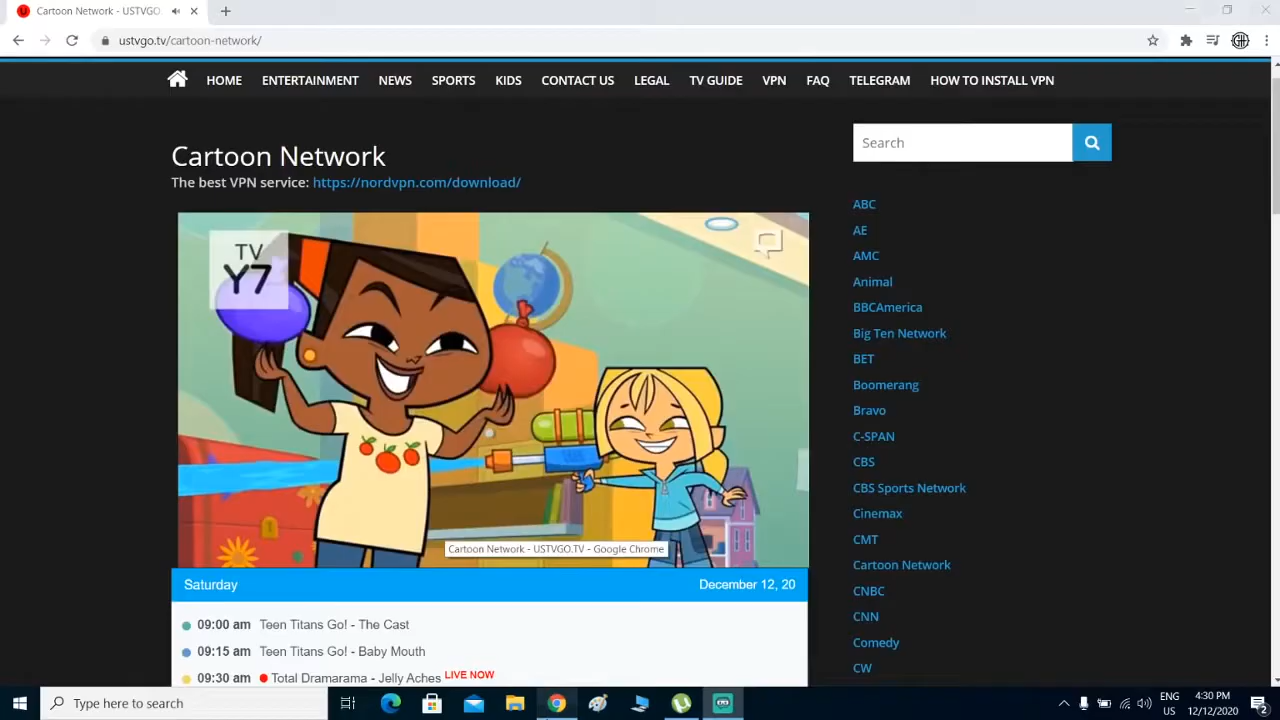 Cartoon Network - USTVGO
ustvgo.tv/cartoon-network/
HOME ENTERTAINMENT NEWS SPORTS KIDS CONTACT US LEGAL TV GUIDE VPN FAQ TELEGRAM HOW TO INSTALL VPN
Cartoon Network
The best VPN service: https://nordvpn.com/download/
Search
TV
Y7
Cartoon Network - USTVGO.TV - Google Chrome
Saturday December 12, 20
09:00 am Teen Titans Go! - The Cast
09:15 am Teen Titans Go! - Baby Mouth
09:30 am Total Dramarama - Jelly Aches LIVE NOW
ABC
AE
AMC
Animal
BBCAmerica
Big Ten Network
BET
Boomerang
Bravo
C-SPAN
CBS
CBS Sports Network
Cinemax
CMT
Cartoon Network
CNBC
CNN
Comedy
CW
Type here to search
ENG
US
4:30 PM
12/12/2020
2